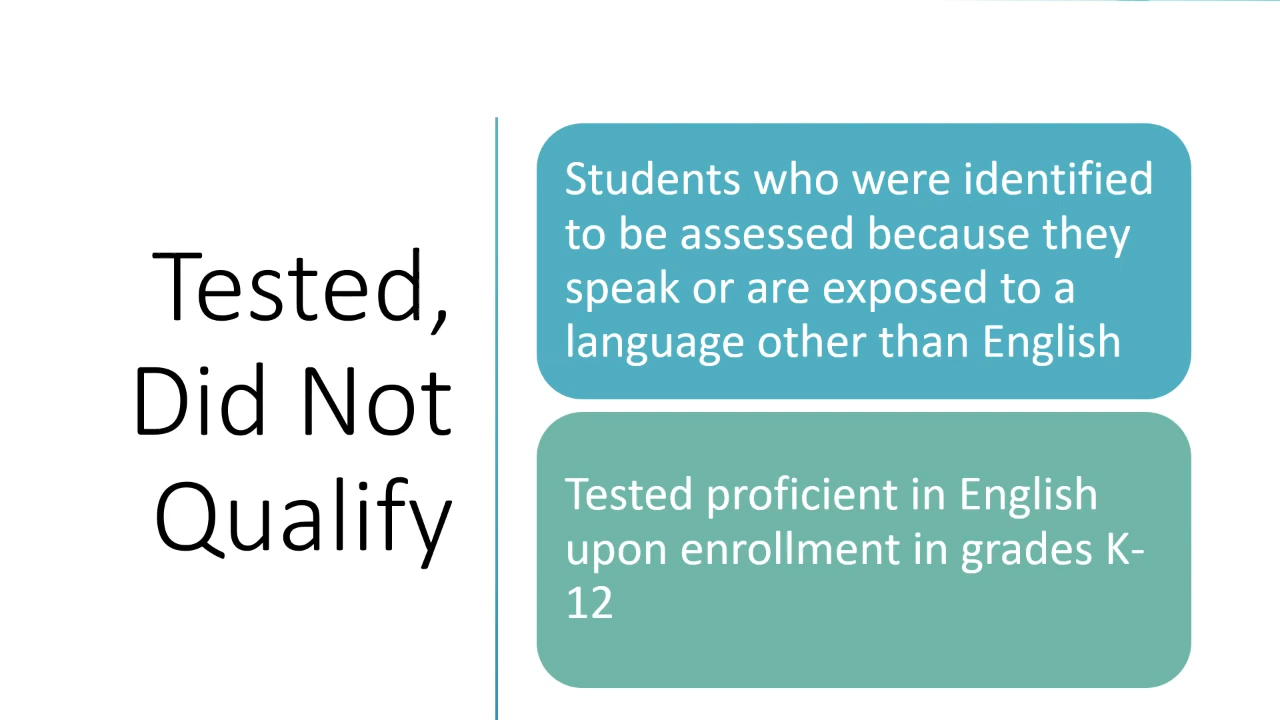 Tested,
Did Not
Qualify
Students who were identified
to be assessed because they
speak or are exposed to a
language other than English
Tested proficient in English
upon enrollment in grades K-
12